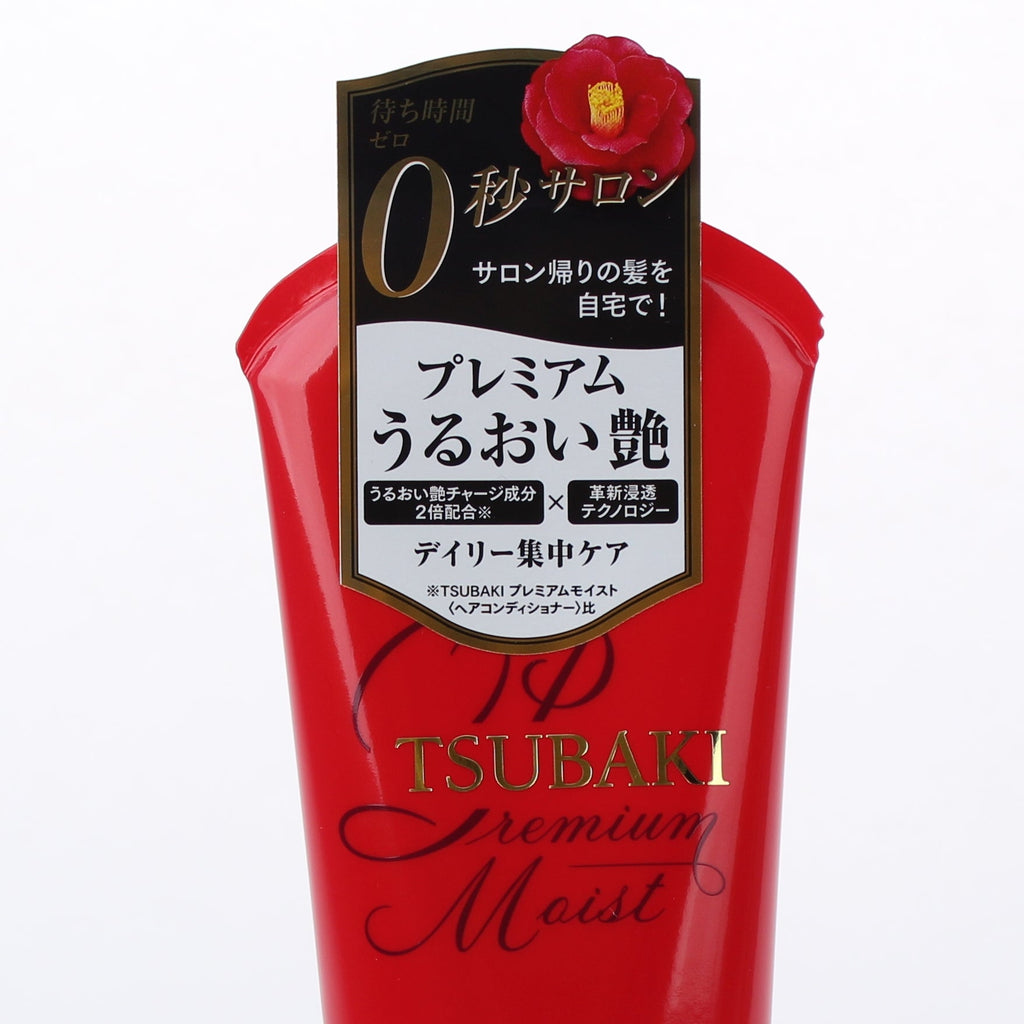 待ち時間
ゼロ
0秒サロン
サロン帰りの髪を
自宅で!
プレミアム
うるおい艶
うるおい艶チャージ成分
2倍配合※
×
革新浸透
テクノロジー
デイリー集中ケア
※TSUBAKI プレミアムモイスト
〈ヘアコンディショナー〉比
TSUBAKI
Premium
Moist